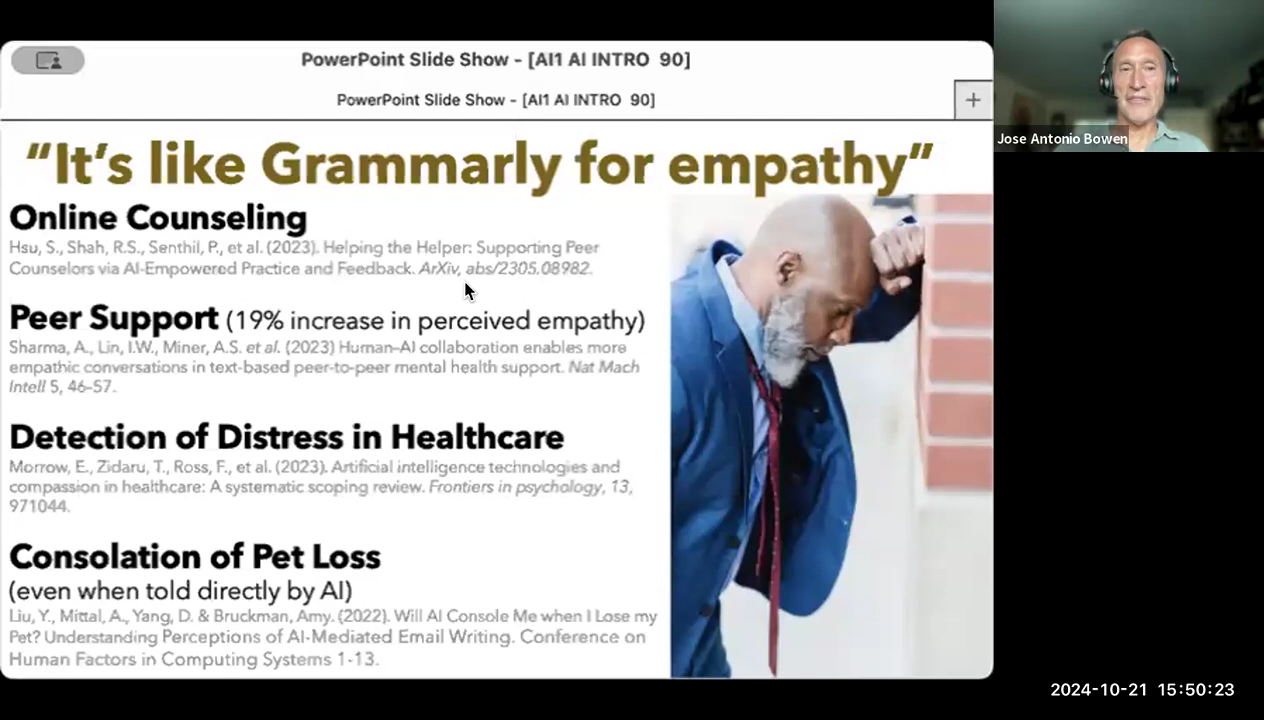 PowerPoint Slide Show - [AI1 AI INTRO  90]
PowerPoint Slide Show - [AI1 AI INTRO  90]
+
“It’s like Grammarly for empathy”
Online Counseling
Hsu, S., Shah, R.S., Senthil, P., et al. (2023). Helping the Helper: Supporting Peer
Counselors via AI-Empowered Practice and Feedback. ArXiv, abs/2305.08982.
Peer Support (19% increase in perceived empathy)
Sharma, A., Lin, I.W., Miner, A.S. et al. (2023) Human–AI collaboration enables more
empathic conversations in text-based peer-to-peer mental health support. Nat Mach
Intell 5, 46–57.
Detection of Distress in Healthcare
Morrow, E., Zidaru, T., Ross, F., et al. (2023). Artificial intelligence technologies and
compassion in healthcare: A systematic scoping review. Frontiers in psychology, 13,
971044.
Consolation of Pet Loss
(even when told directly by AI)
Liu, Y., Mittal, A., Yang, D. & Bruckman, Amy. (2022). Will AI Console Me when I Lose my
Pet? Understanding Perceptions of AI-Mediated Email Writing. Conference on
Human Factors in Computing Systems 1-13.
Jose Antonio Bowen
2024-10-21  15:50:23